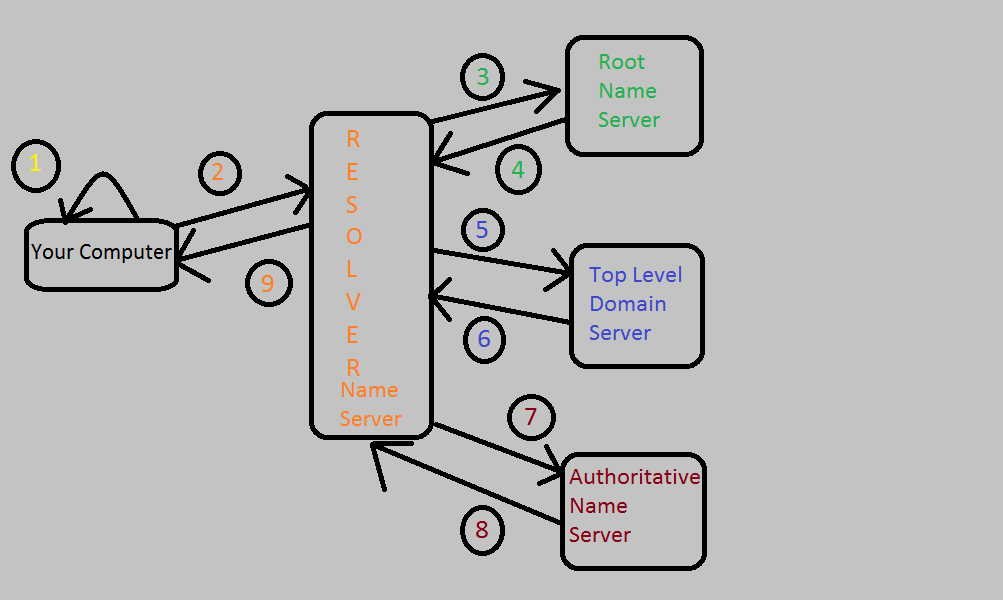 1
2
3
Root
Name
Server
4
Your Computer
9
R
E
S
O
L
V
E
R
Name
Server
5
Top Level
Domain
Server
6
7
Authoritative
Name
Server
8